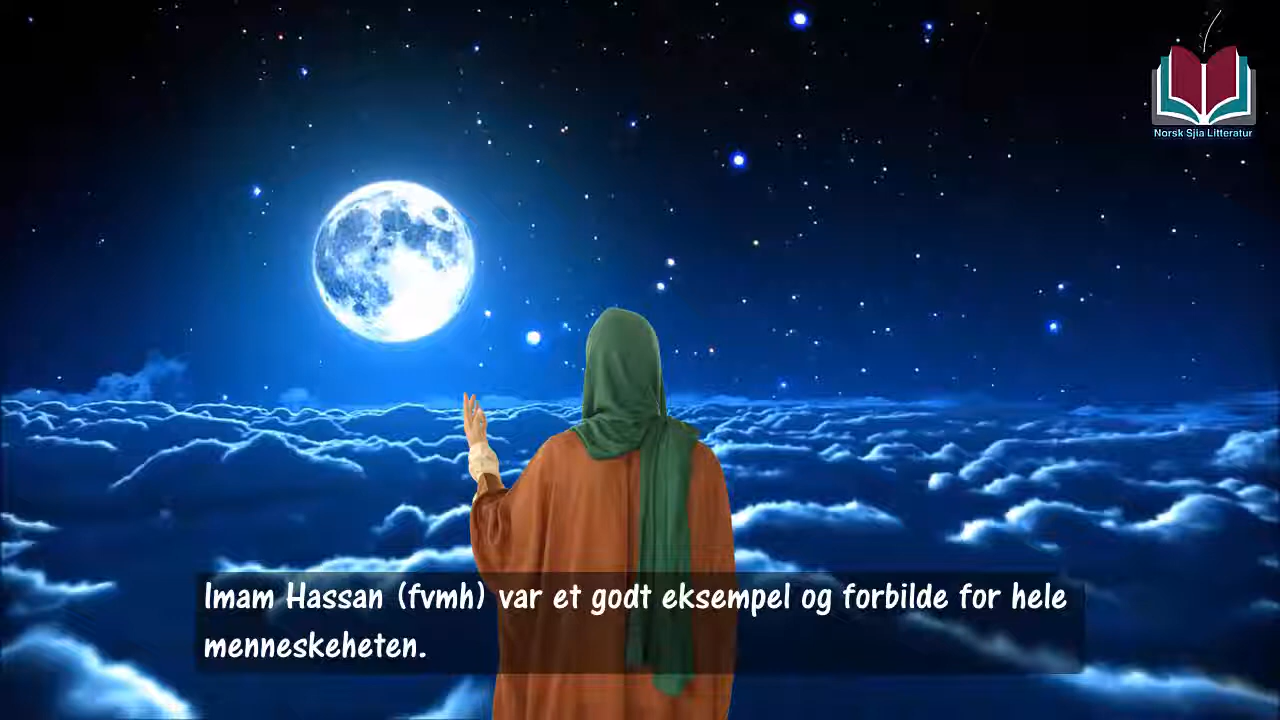 Norsk Sjia Litteratur
Imam Hassan (fvmh) var et godt eksempel og forbilde for hele
menneskeheten.